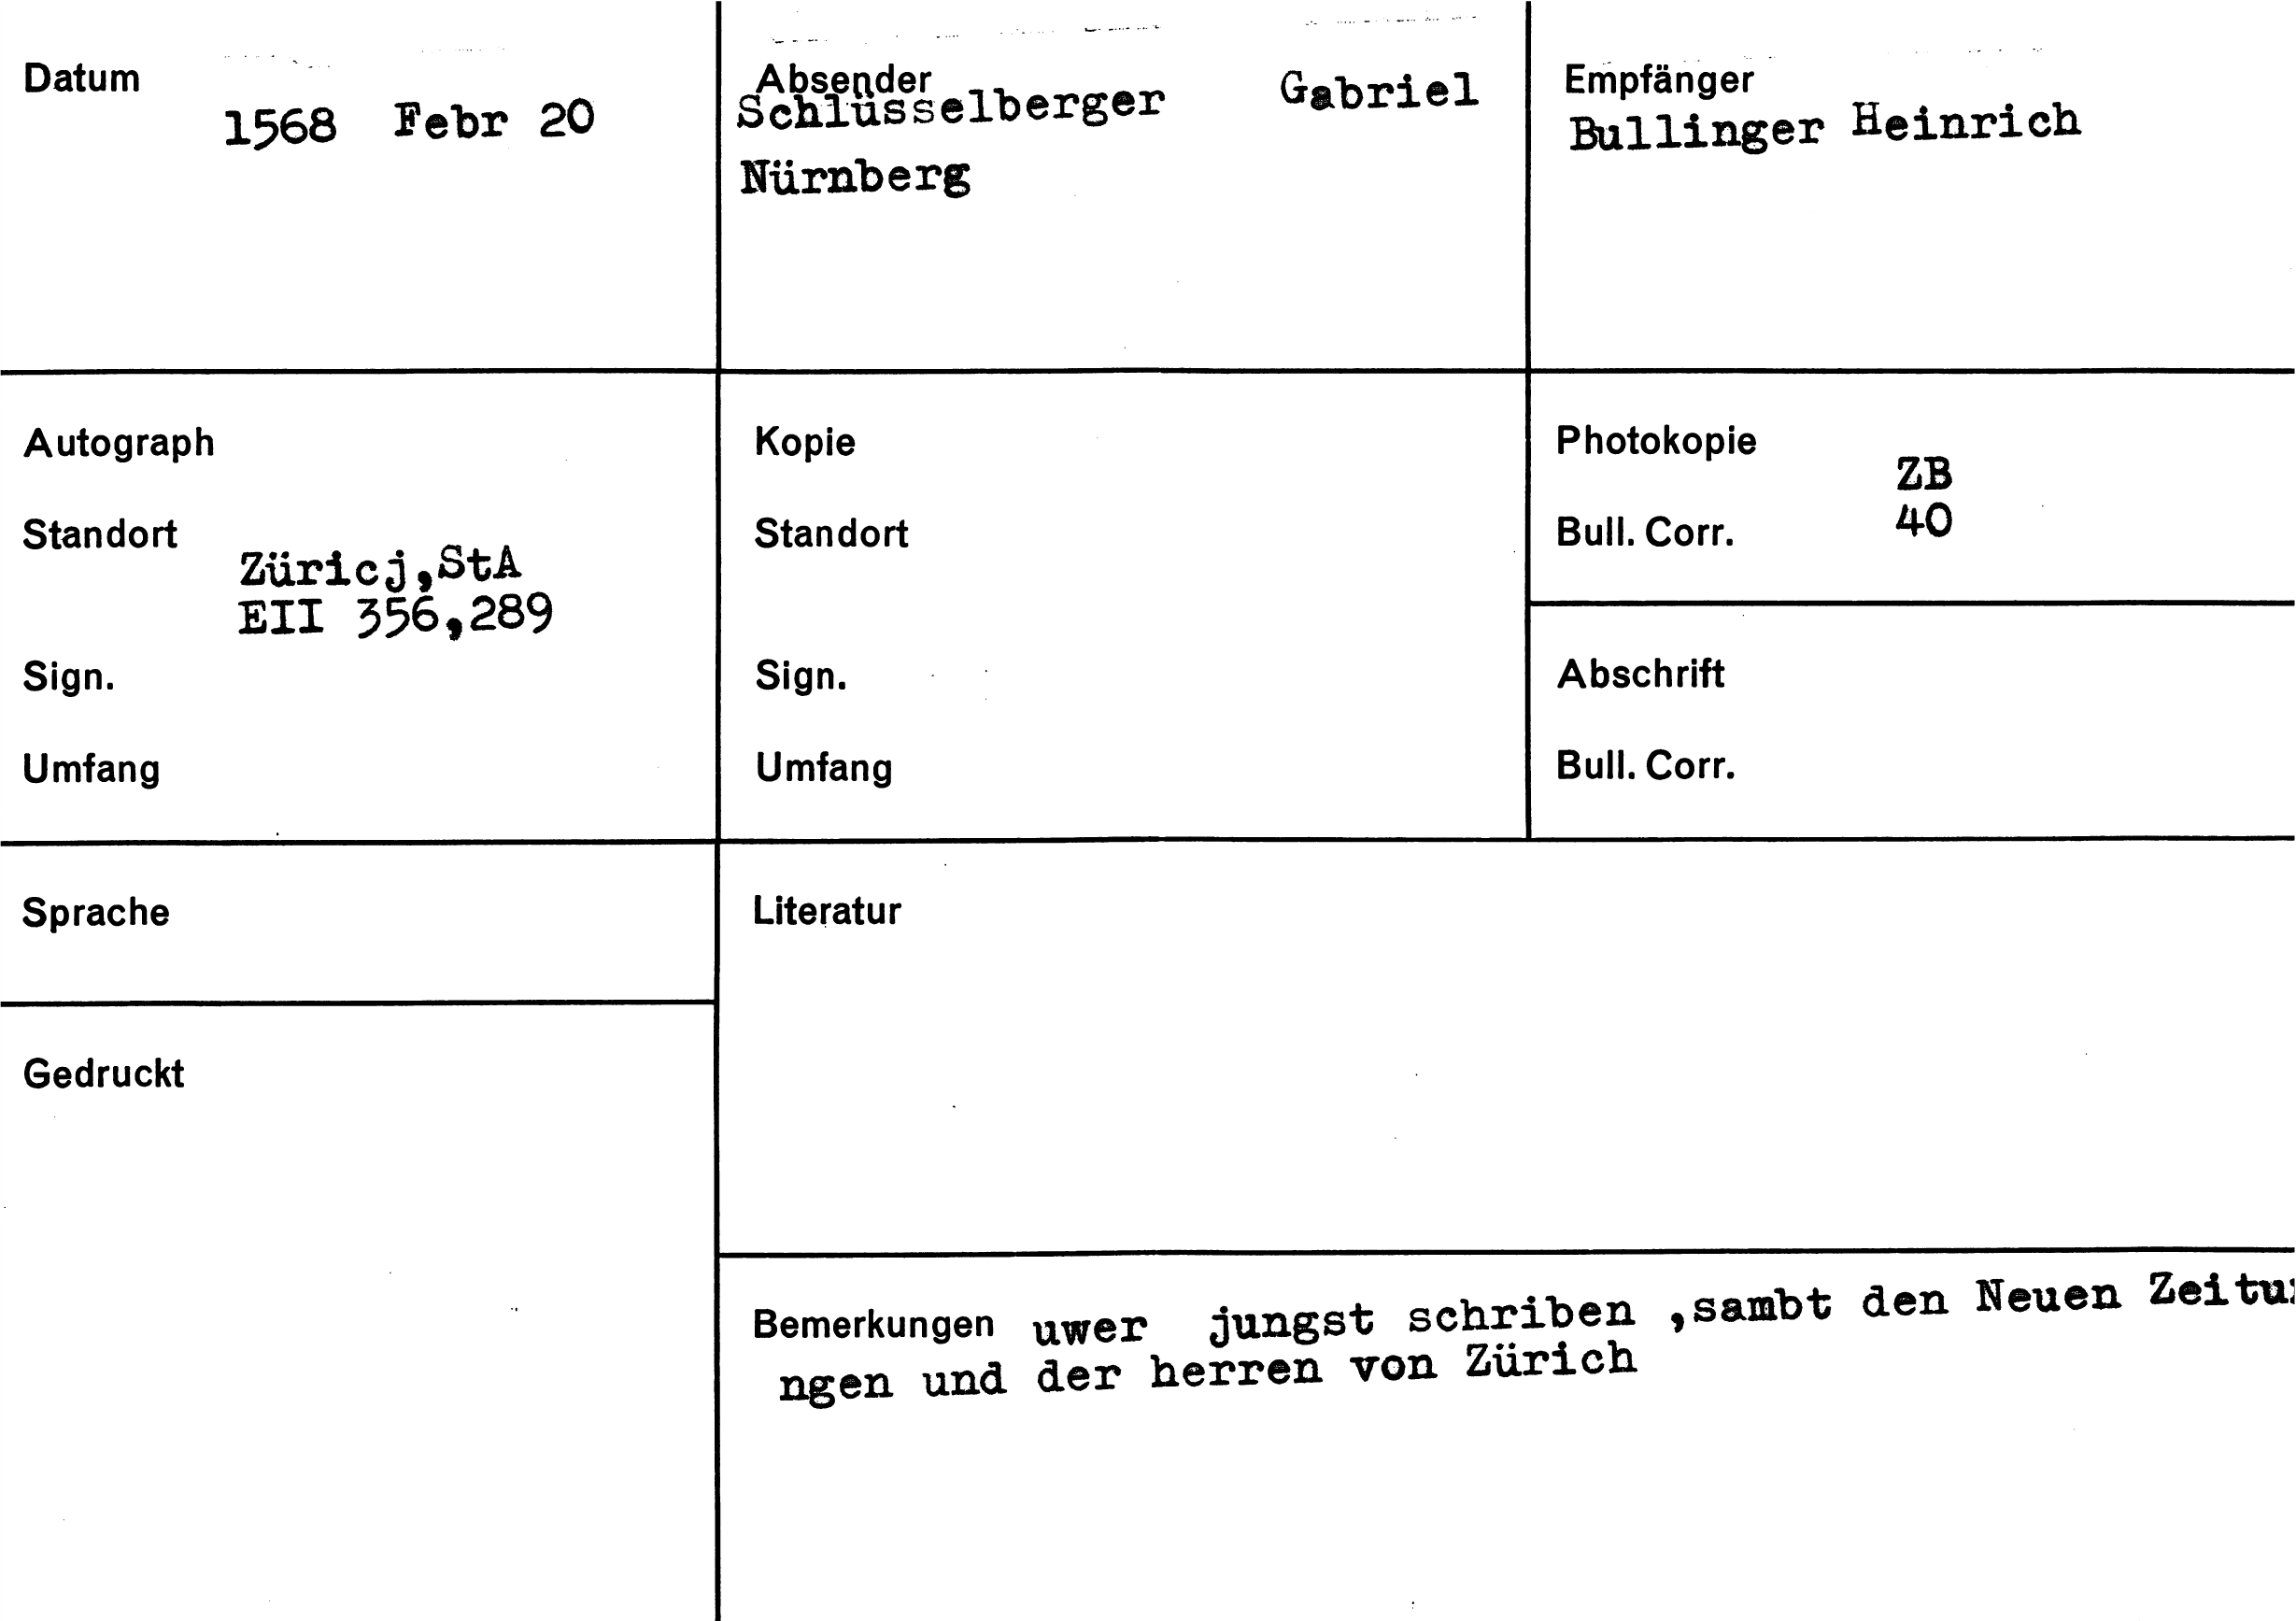 Datum
1568 Febr 20
Absender
Schlüsselberger Gabriel
Nürnberg
Empfänger
Bullinger Heinrich
Autograph
Standort
Züricj,StA
EII 356,289
Sign.
Umfang
Kopie
Standort
Sign.
Umfang
Photokopie
ZB
Bull. Corr. 40
Abschrift
Bull. Corr.
Sprache
Gedruckt
Literatur
Bemerkungen uwer jungst schriben ,sambt den Neuen Zeitu
ngen und der herren von Zürich